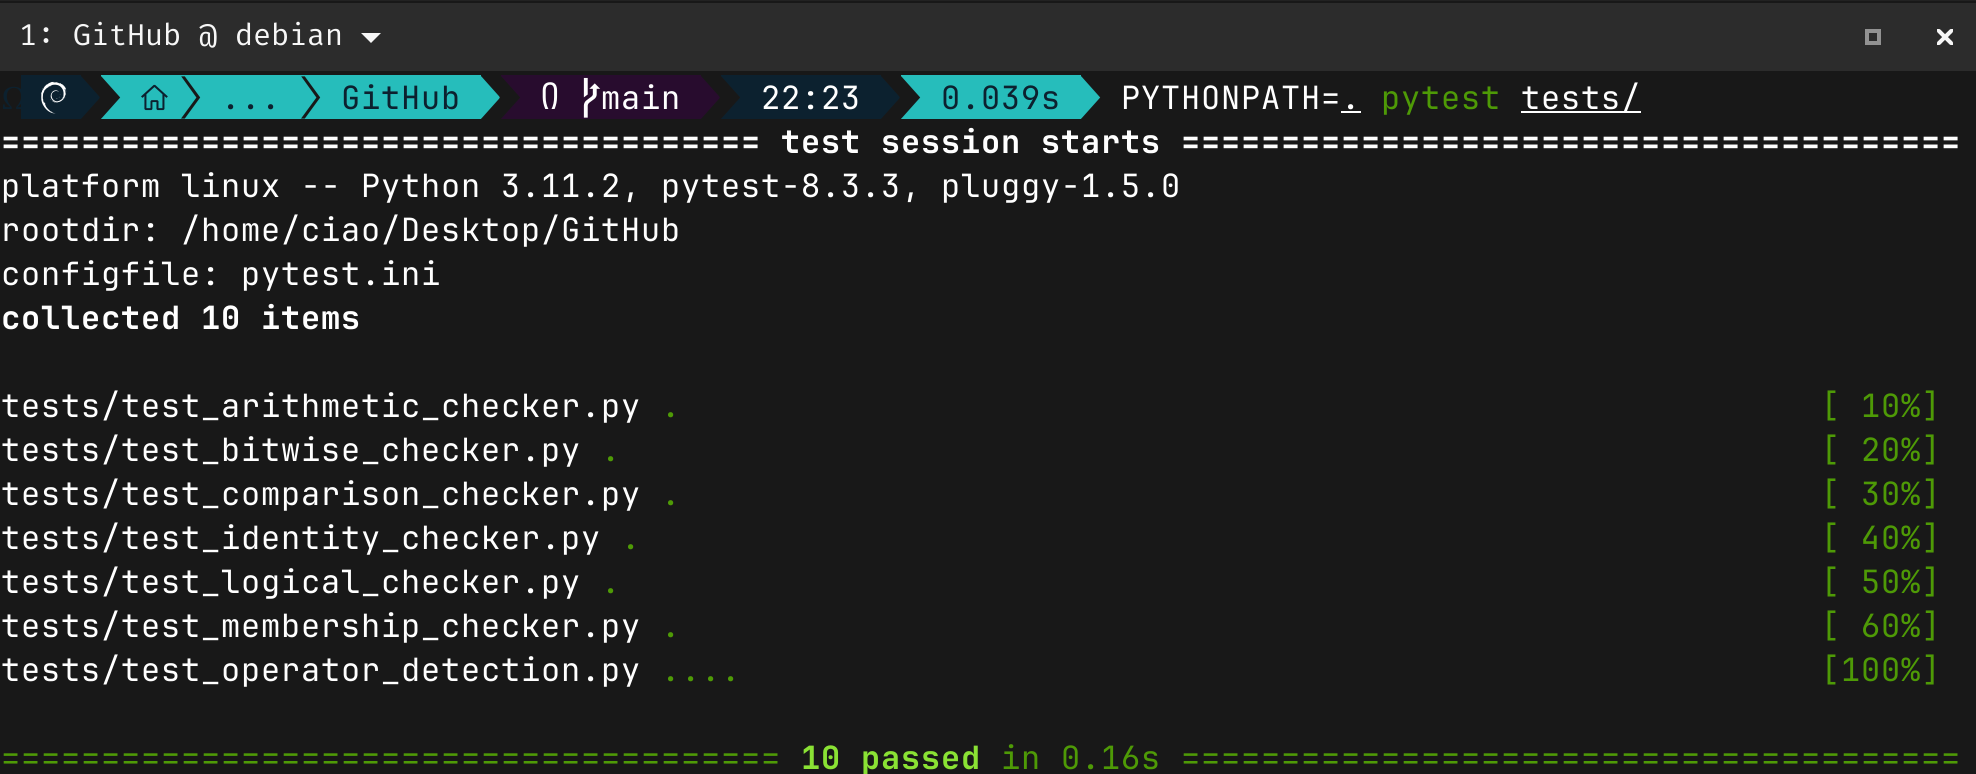 1: GitHub @ debian
... GitHub main 22:23 0.039s PYTHONPATH=. pytest tests/
====================================== test session starts =======================================
platform linux -- Python 3.11.2, pytest-8.3.3, pluggy-1.5.0
rootdir: /home/ciao/Desktop/GitHub
configfile: pytest.ini
collected 10 items
tests/test_arithmetic_checker.py . [ 10%]
tests/test_bitwise_checker.py . [ 20%]
tests/test_comparison_checker.py . [ 30%]
tests/test_identity_checker.py . [ 40%]
tests/test_logical_checker.py . [ 50%]
tests/test_membership_checker.py . [ 60%]
tests/test_operator_detection.py .... [100%]
======================================= 10 passed in 0.16s =======================================